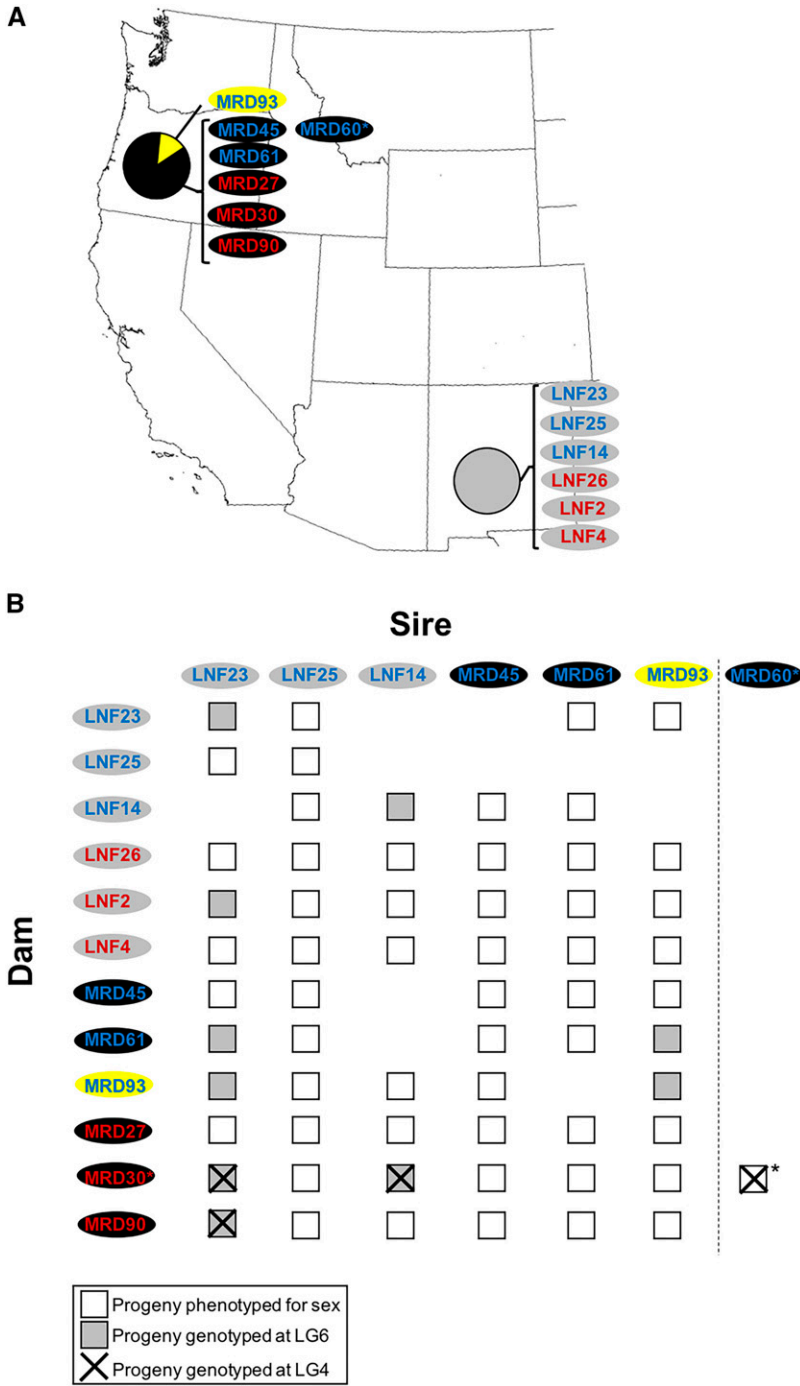 A
MRD93
MRD45 MRD60*
MRD61
MRD27
MRD30
MRD90
LNF23
LNF25
LNF14
LNF26
LNF2
LNF4
B
Sire
LNF23 LNF25 LNF14 MRD45 MRD61 MRD93 MRD60*
Dam
LNF23
LNF25
LNF14
LNF26
LNF2
LNF4
MRD45
MRD61
MRD93
MRD27
MRD30* *
MRD90
Progeny phenotyped for sex
Progeny genotyped at LG6
Progeny genotyped at LG4